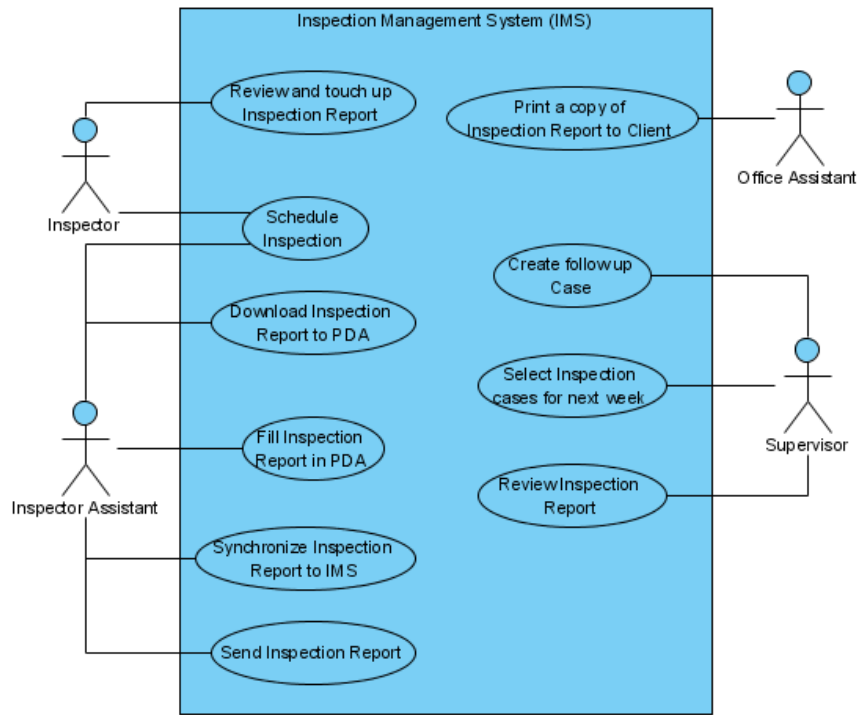 Inspection Management System (IMS)
Review and touch up
Inspection Report
Print a copy of
Inspection Report to Client
Office Assistant
Inspector
Schedule
Inspection
Create follow up
Case
Download Inspection
Report to PDA
Select Inspection
cases for next week
Supervisor
Fill Inspection
Report in PDA
Review Inspection
Report
Inspector Assistant
Synchronize Inspection
Report to IMS
Send Inspection Report